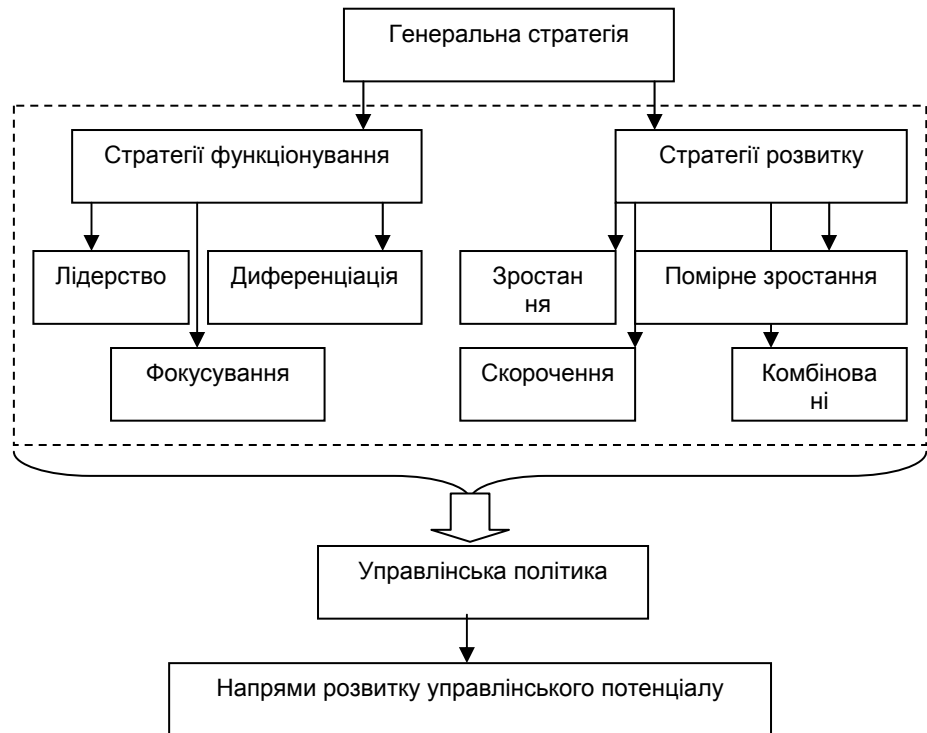 Генеральна стратегія
Стратегії функціонування
Стратегії розвитку
Лідерство
Диференціація
Зростан
ня
Помірне зростання
Фокусування
Скорочення
Комбінова
ні
Управлінська політика
Напрями розвитку управлінського потенціалу